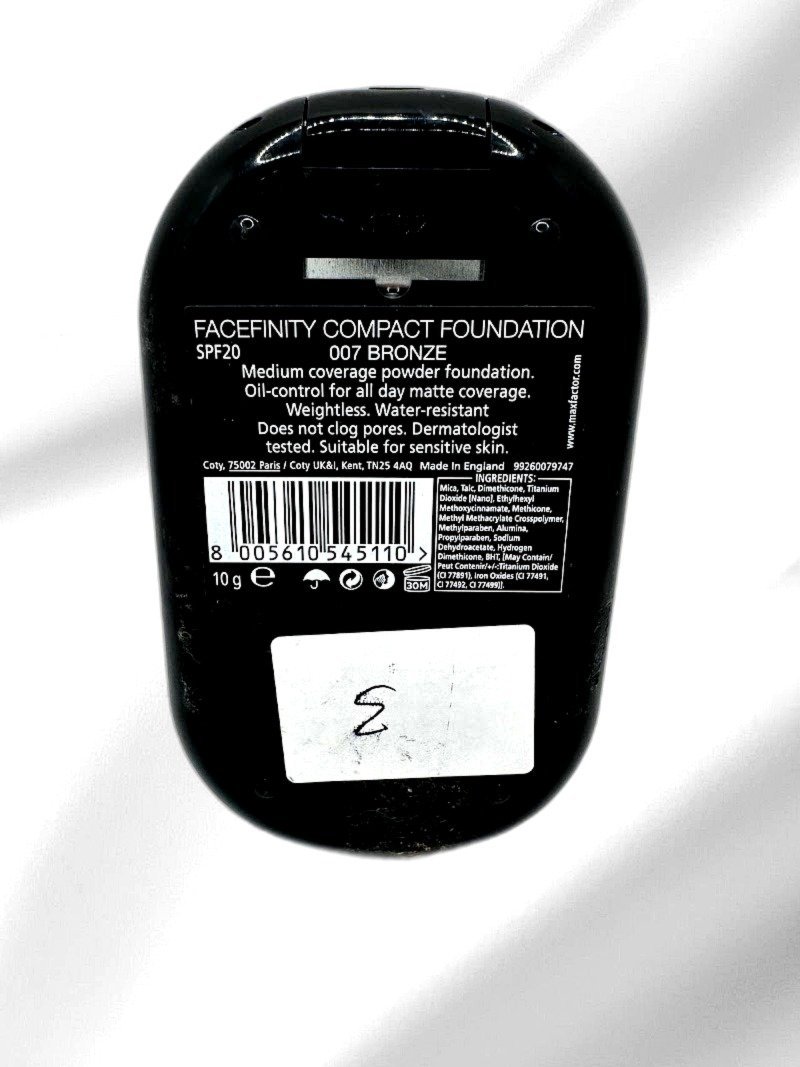 FACEFINITY COMPACT FOUNDATION
SPF20 007 BRONZE
Medium coverage powder foundation.
Oil-control for all day matte coverage.
Weightless. Water-resistant
Does not clog pores. Dermatologist
tested. Suitable for sensitive skin.
www.maxfactor.com
Coty, 75002 Paris / Coty UK&I, Kent, TN25 4AQ Made In England 99260079747
INGREDIENTS:
Mica, Talc, Dimethicone, Titanium
Dioxide [Nano], Ethylhexyl
Methoxycinnamate, Methicone,
Methyl Methacrylate Crosspolymer,
Methylparaben, Alumina,
Propylparaben, Sodium
Dehydroacetate, Hydrogen
Dimethicone, BHT, [May Contain/
Peut Contenir/+/-:Titanium Dioxide
(CI 77891), Iron Oxides (CI 77491,
CI 77492, CI 77499)].
8 005610 545110 >
10 g e
30M